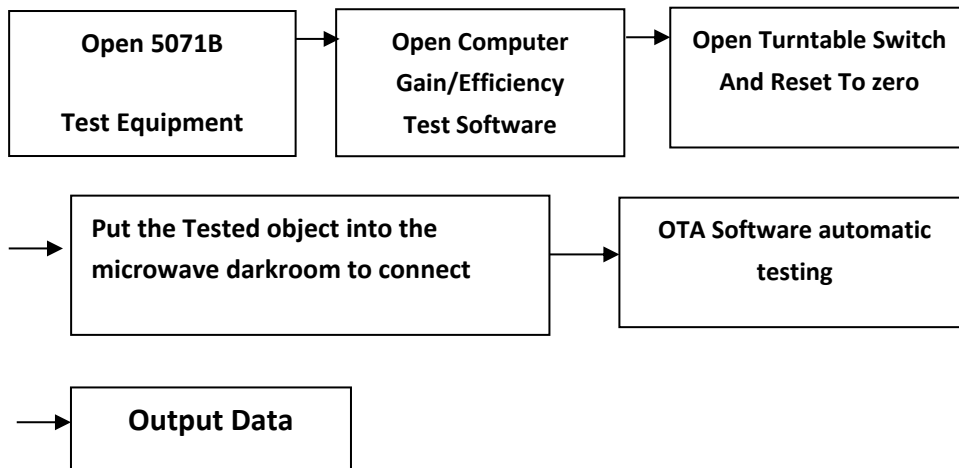 Open 5071B
Test Equipment
Open Computer
Gain/Efficiency
Test Software
Open Turntable Switch
And Reset To zero
Put the Tested object into the
microwave darkroom to connect
OTA Software automatic
testing
Output Data